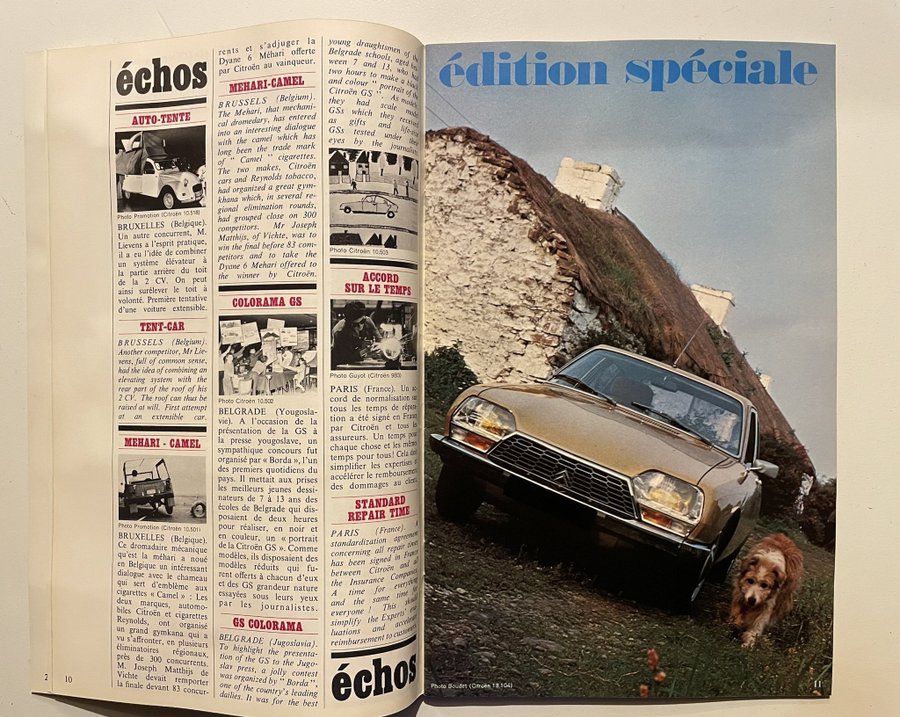 échos
AUTO-TENTE
Photo Promotion (Citroën 10.518)
BRUXELLES (Belgique).
Un autre concurrent, M.
Lievens a l'esprit pratique,
il a eu l'idée de combiner
un système élévateur à
la partie arrière du toit
de la 2 CV. On peut
ainsi surélever le toit à
volonté. Première tentative
d'une voiture extensible.
TENT-CAR
BRUSSELS (Belgium).
Another competitor, Mr Lie-
vens, full of common sense,
had the idea of combining an
elevating system with the
rear part of the roof of his
2 CV. The roof can thus be
raised at will. First attempt
at an extensible car.
MEHARI - CAMEL
Photo Promotion (Citroën 10.501)
BRUXELLES (Belgique).
Ce dromadaire mécanique
qu'est la méhari a noué
en Belgique un intéressant
dialogue avec le chameau
qui sert d'emblème aux
cigarettes « Camel » : Les
deux marques, automo-
biles Citroën et cigarettes
Reynolds, ont organisé
un grand gymkana qui a
vu s'affronter, en plusieurs
éliminatoires régionaux,
près de 300 concurrents.
M. Joseph Matthijs de
Vichte devait remporter
la finale devant 83 concur-
2 10
rents et s'adjuger la
Dyane 6 Méhari offerte
par Citroën au vainqueur.
MEHARI-CAMEL
BRUSSELS (Belgium).
The Mehari, that mechani-
cal dromedary, has entered
into an interesting dialogue
with the camel which has
long been the trade mark
of " Camel " cigarettes.
The two makes, Citroën
cars and Reynolds tobacco,
had organized a great gym-
khana which, in several re-
gional elimination rounds,
had grouped close on 300
competitors. Mr Joseph
Matthijs, of Vichte, was to
win the final before 83 com-
petitors and to take the
Dyane 6 Mehari offered to
the winner by Citroën.
COLORAMA GS
Photo Citroën 10.502
BELGRADE (Yougosla-
vie). A l'occasion de la
présentation de la GS à
la presse yougoslave, un
sympathique concours fut
organisé par « Borda », l'un
des premiers quotidiens du
pays. Il mettait aux prises
les meilleurs jeunes dessi-
nateurs de 7 à 13 ans des
écoles de Belgrade qui dis-
posaient de deux heures
pour réaliser, en noir et
en couleur, un « portrait
de la Citroën GS ». Comme
modèles, ils disposaient des
modèles réduits qui fu-
rent offerts à chacun d'eux
et des GS grandeur nature
essayées sous leurs yeux
par les journalistes.
GS COLORAMA
BELGRADE (Jugoslavia).
To highlight the presenta-
tion of the GS to the Jugo-
slav press, a jolly contest
was organized by " Borda ",
one of the country's leading
dailies. It was for the best
young draughtsmen of the
Belgrade schools, aged bet-
ween 7 and 13, who had
two hours to make a black
and colour " portrait of the
Citroën GS ". As models
they had scale model
GSs which they received
as gifts and life-size
GSs tested under their
eyes by the journalists.
Photo Citroën 10.503
ACCORD
SUR LE TEMPS
Photo Guyot (Citroën 983)
PARIS (France). Un ac-
cord de normalisation sur
tous les temps de répara-
tion a été signé en France
par Citroën et tous les
assureurs. Un temps pour
chaque chose et les mêmes
temps pour tous! Cela doit
simplifier les expertises et
accélérer le remboursement
des dommages au client.
STANDARD
REPAIR TIME
PARIS (France). A
standardization agreement
concerning all repair times
has been signed in France
between Citroën and all
the Insurance Companies.
A time for everything
and the same time for
everyone ! This should
simplify the Experts' eval-
luations and accelerate
reimbursement to customers.
échos
édition spéciale
Photo Boudet (Citroën 18.104)
11